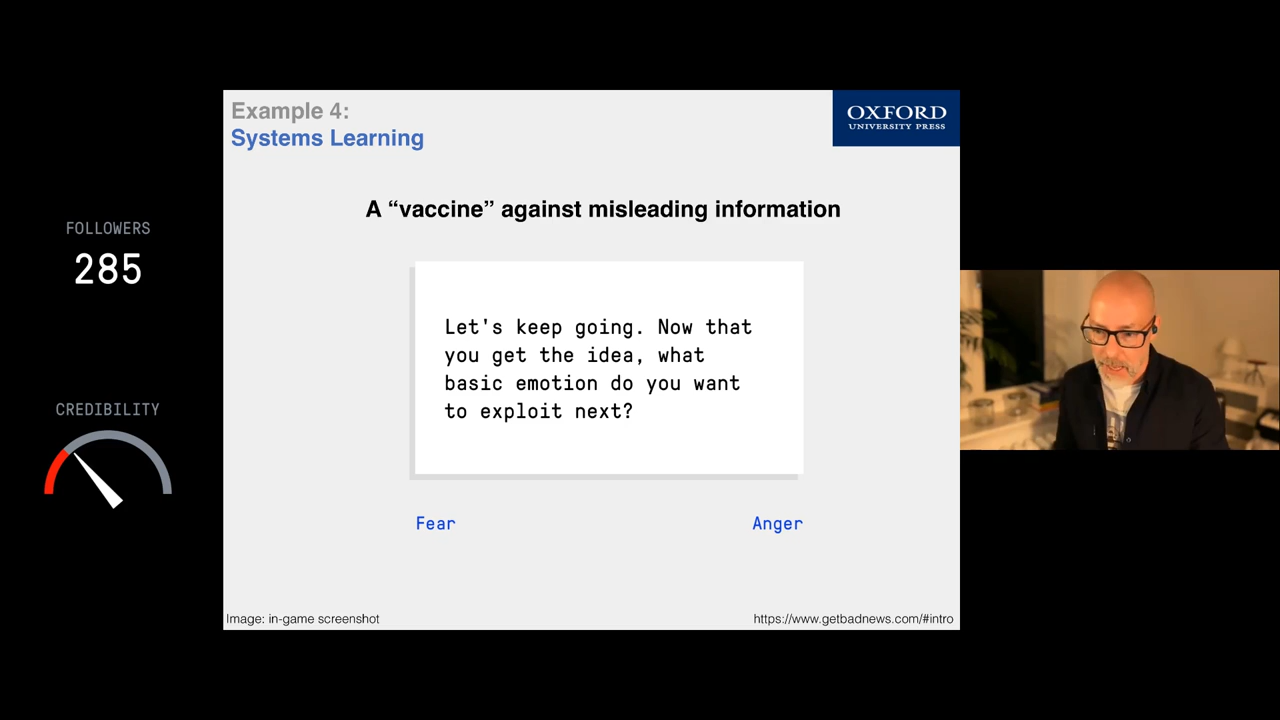 Example 4:
Systems Learning
OXFORD
UNIVERSITY PRESS
A “vaccine” against misleading information
FOLLOWERS
285
Let's keep going. Now that
you get the idea, what
basic emotion do you want
to exploit next?
CREDIBILITY
Fear
Anger
Image: in-game screenshot
https://www.getbadnews.com/#intro